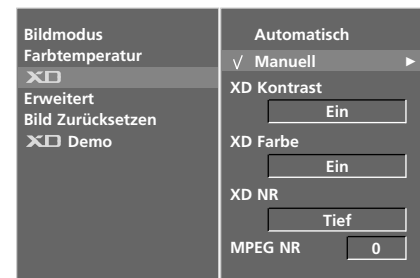 Bildmodus
Farbtemperatur
XD
Erweitert
Bild Zurücksetzen
XD Demo
Automatisch
√ Manuell ►
XD Kontrast
Ein
XD Farbe
Ein
XD NR
Tief
MPEG NR 0